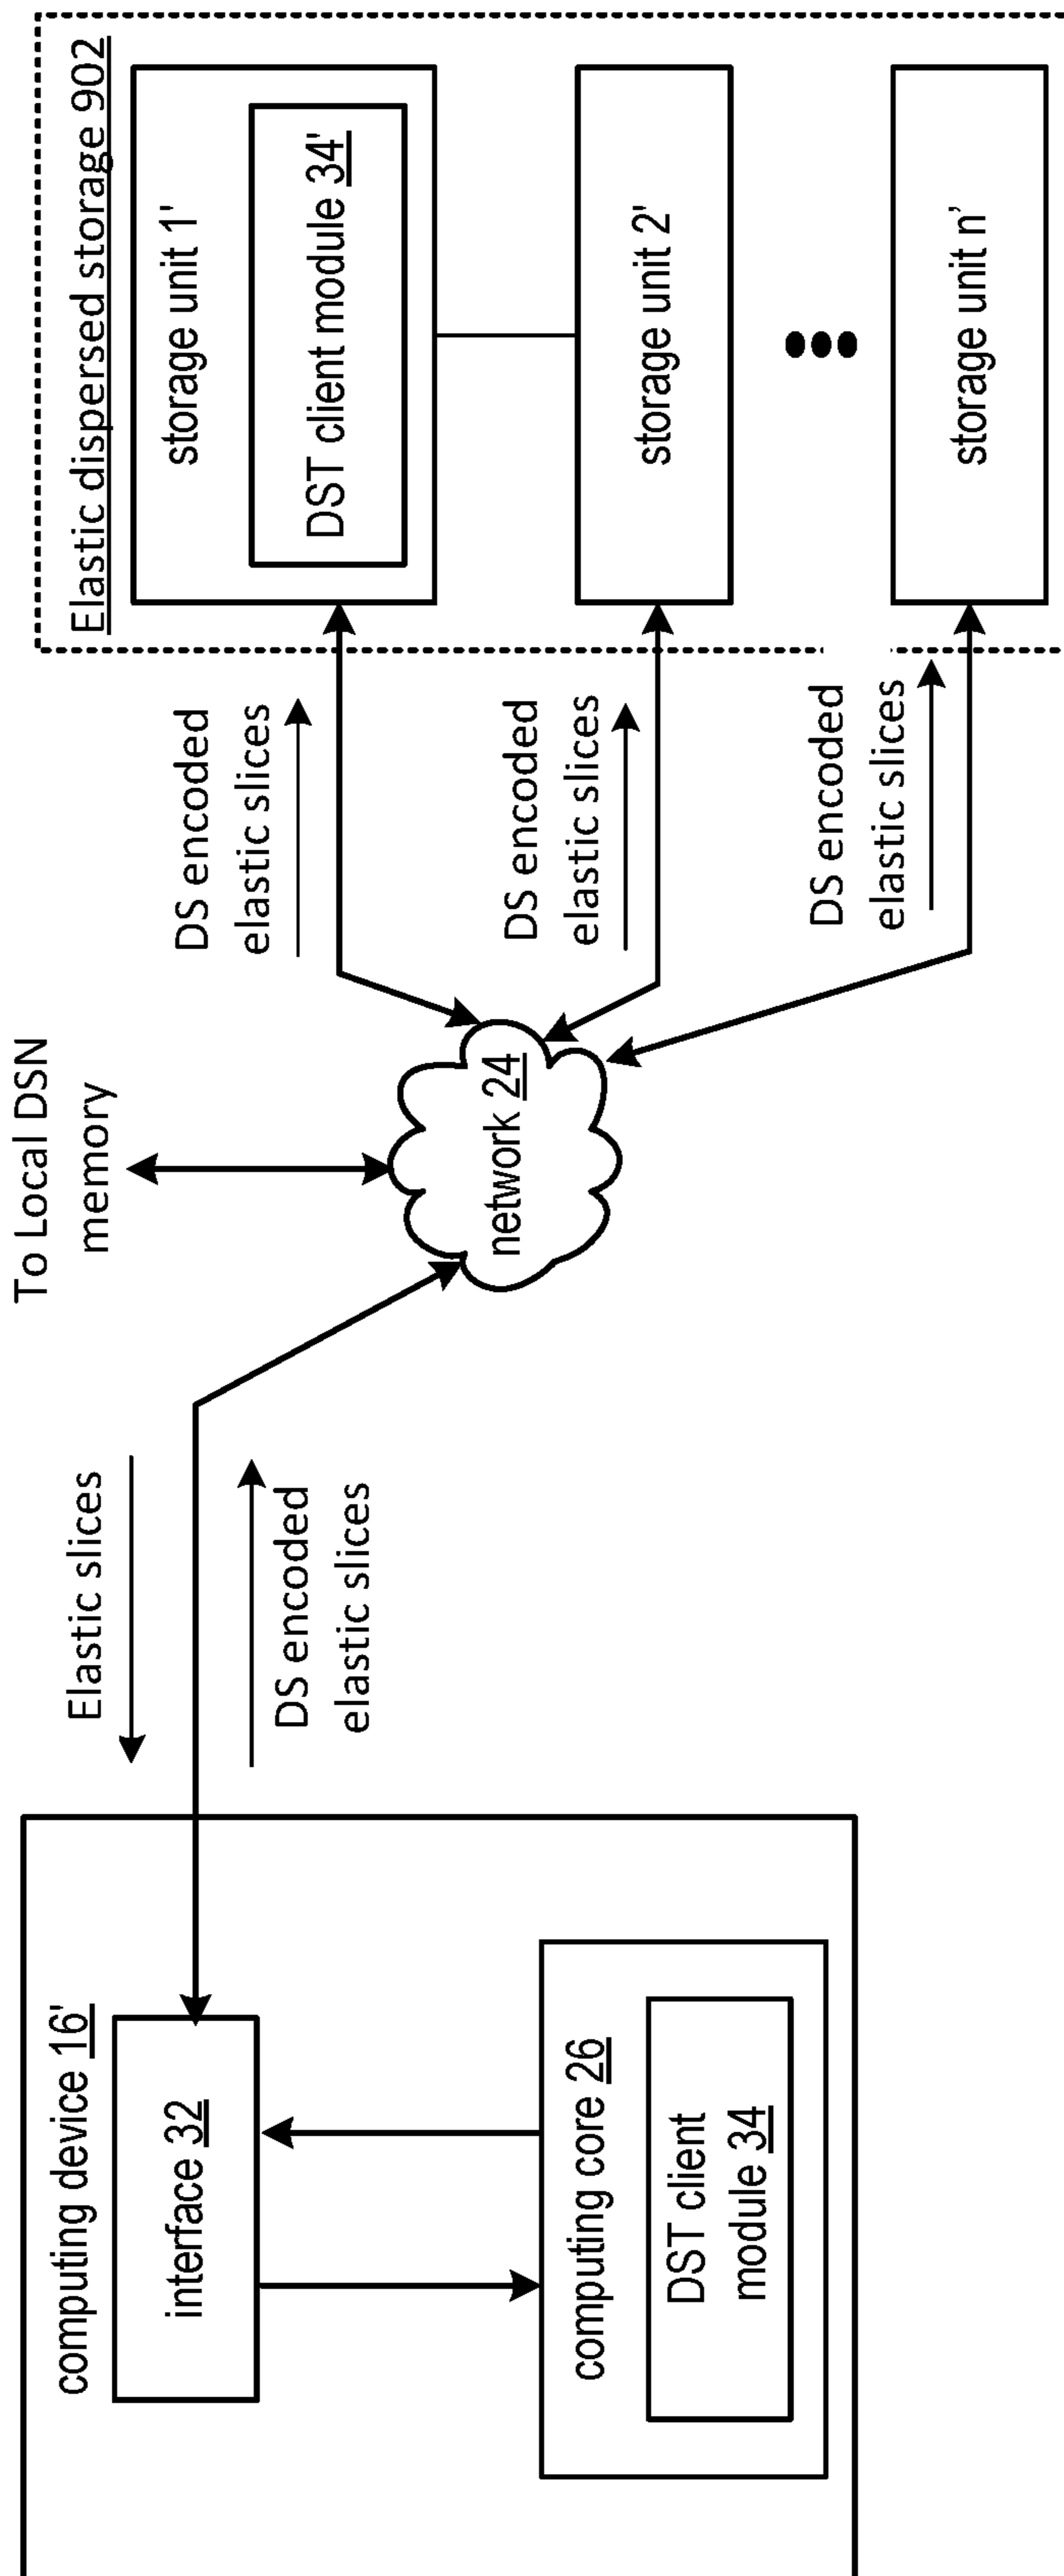 computing device 16'
interface 32
computing core 26
DST client
module 34
Elastic slices
DS encoded
elastic slices
To Local DSN
memory
network 24
DS encoded
elastic slices
DS encoded
elastic slices
DS encoded
elastic slices
Elastic dispersed storage 902
storage unit 1'
DST client module 34'
storage unit 2'
storage unit n’